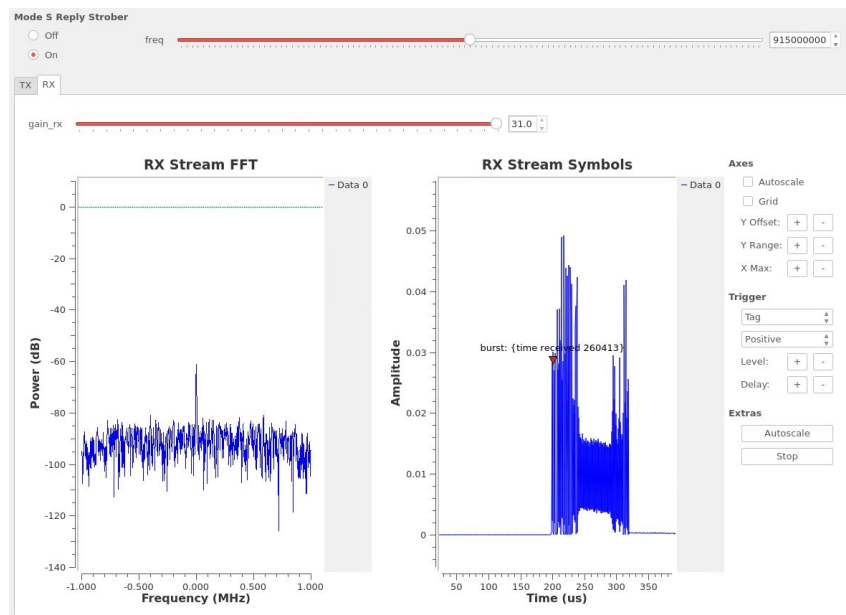 Mode S Reply Strober
Off
On
freq
915000000
TX RX
gain_rx
31.0
RX Stream FFT
Data 0
0
-20
-40
-60
-80
-100
-120
-140
Power (dB)
-1.000 -0.500 0.000 0.500 1.000
Frequency (MHz)
RX Stream Symbols
Data 0
0.05
0.04
burst: {time received 260413}
0.03
0.02
0.01
0
Amplitude
50 100 150 200 250 300 350
Time (us)
Axes
Autoscale
Grid
Y Offset: + -
Y Range: + -
X Max: + -
Trigger
Tag
Positive
Level: + -
Delay: + -
Extras
Autoscale
Stop